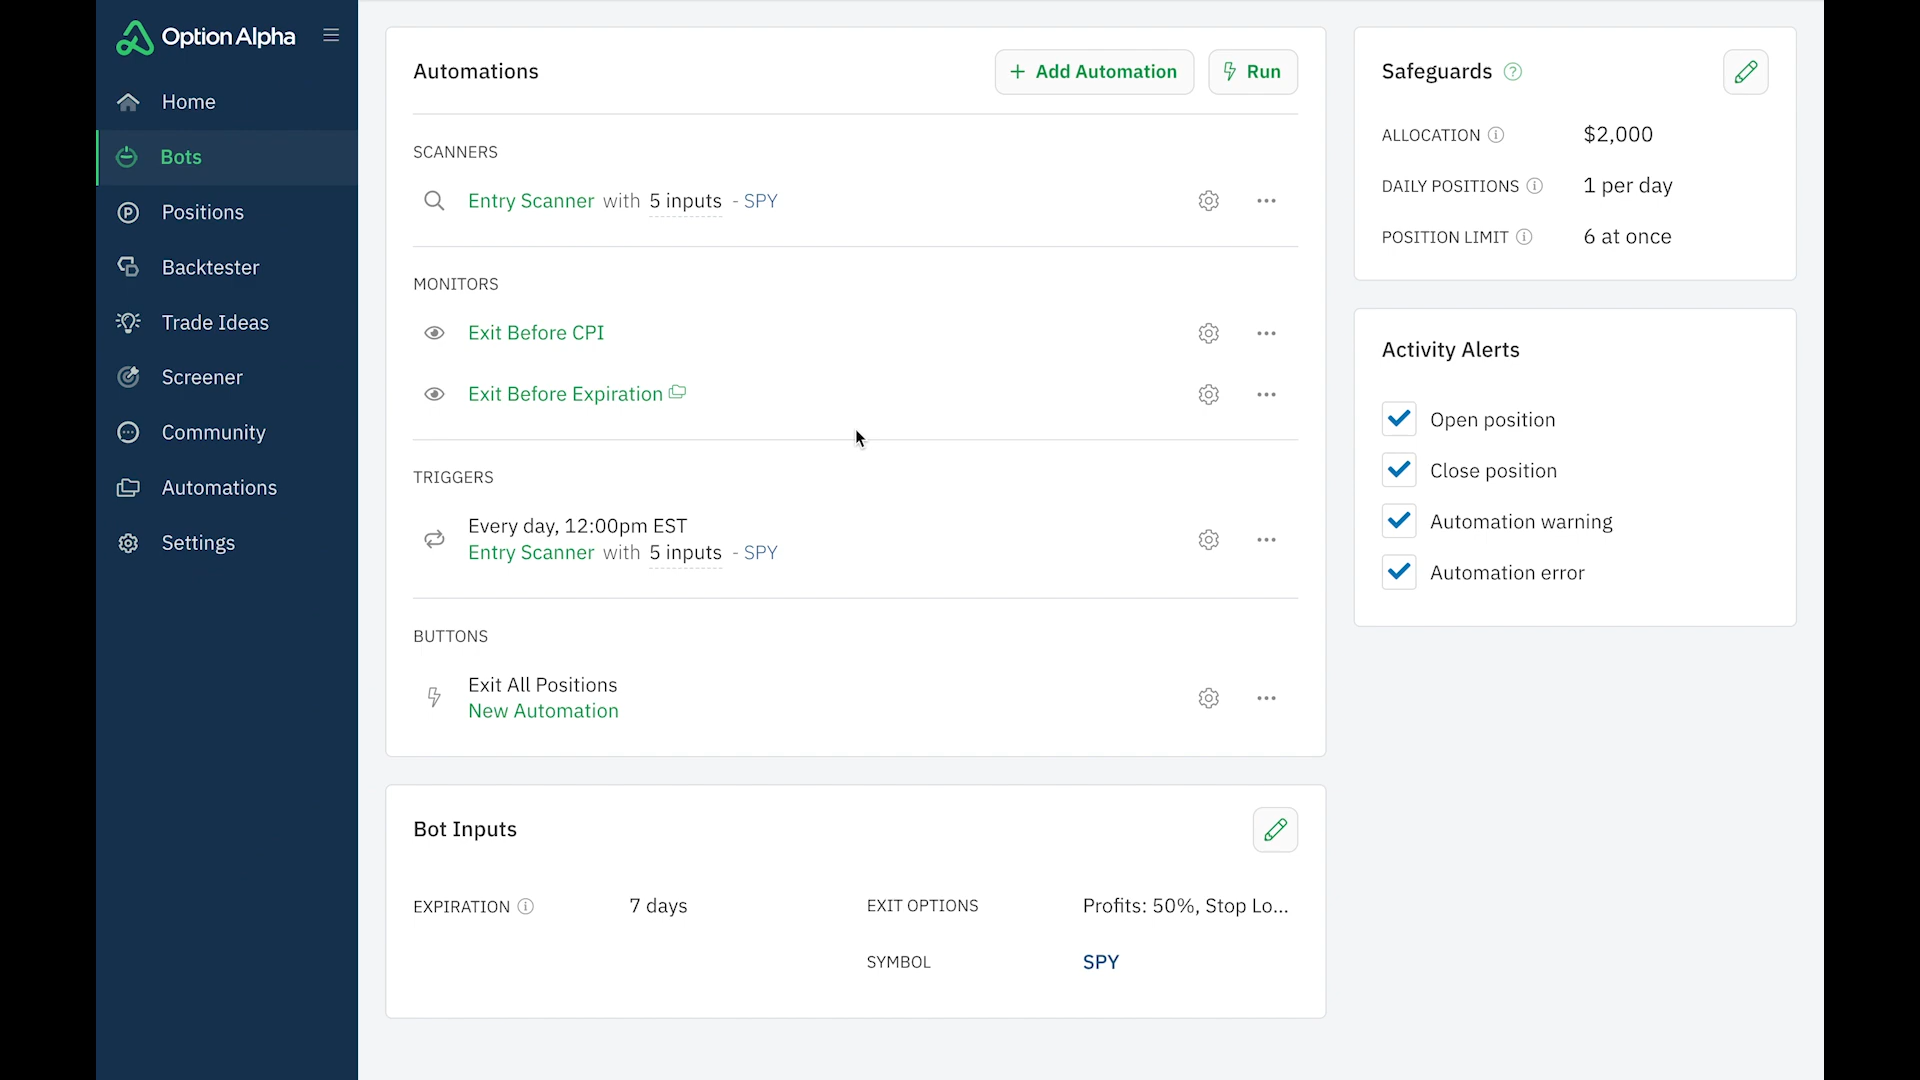 Option Alpha
Home
Bots
Positions
Backtester
Trade Ideas
Screener
Community
Automations
Settings
Automations
+ Add Automation
Run
SCANNERS
Entry Scanner with 5 inputs - SPY
MONITORS
Exit Before CPI
Exit Before Expiration
TRIGGERS
Every day, 12:00pm EST
Entry Scanner with 5 inputs - SPY
BUTTONS
Exit All Positions
New Automation
Bot Inputs
EXPIRATION 7 days
EXIT OPTIONS Profits: 50%, Stop Lo...
SYMBOL SPY
Safeguards
ALLOCATION $2,000
DAILY POSITIONS 1 per day
POSITION LIMIT 6 at once
Activity Alerts
Open position
Close position
Automation warning
Automation error